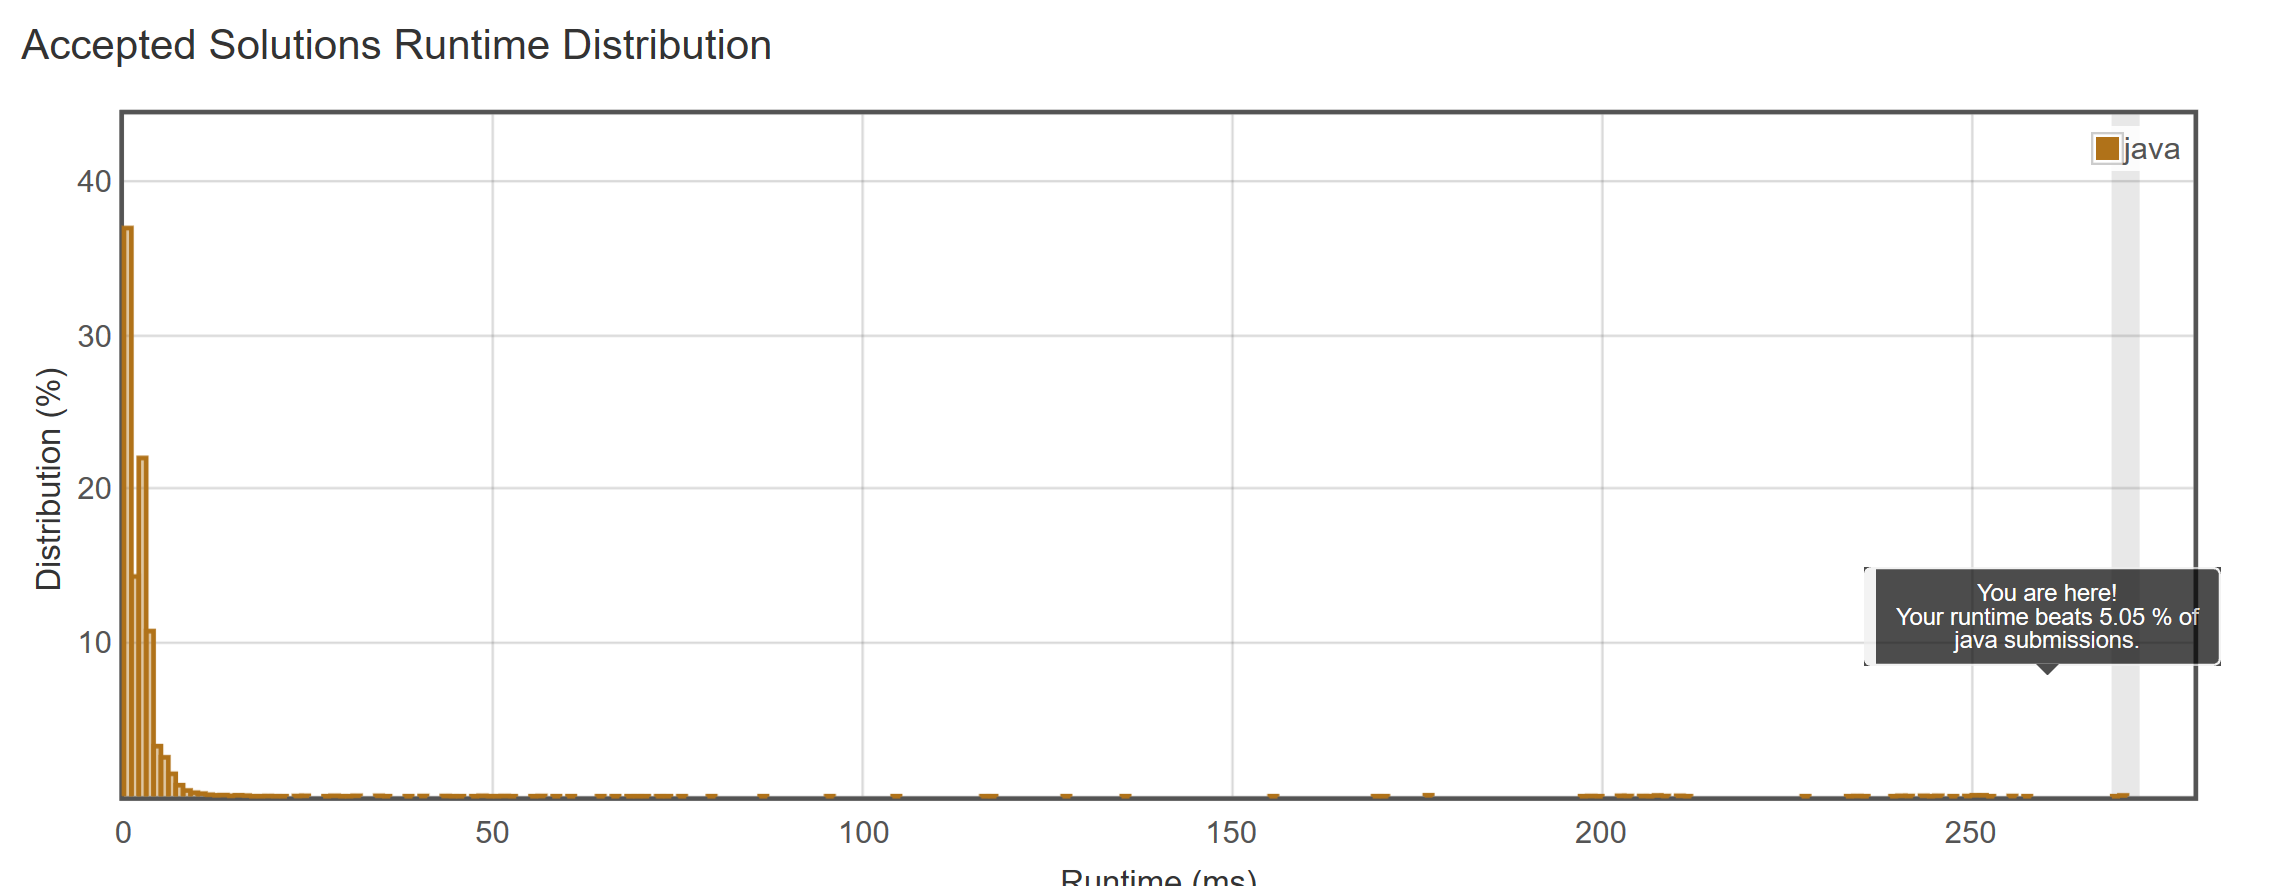 Accepted Solutions Runtime Distribution
java
40
30
20
10
Distribution (%)
You are here!
Your runtime beats 5.05 % of
java submissions.
0
50
100
150
200
250
Runtime (ms)